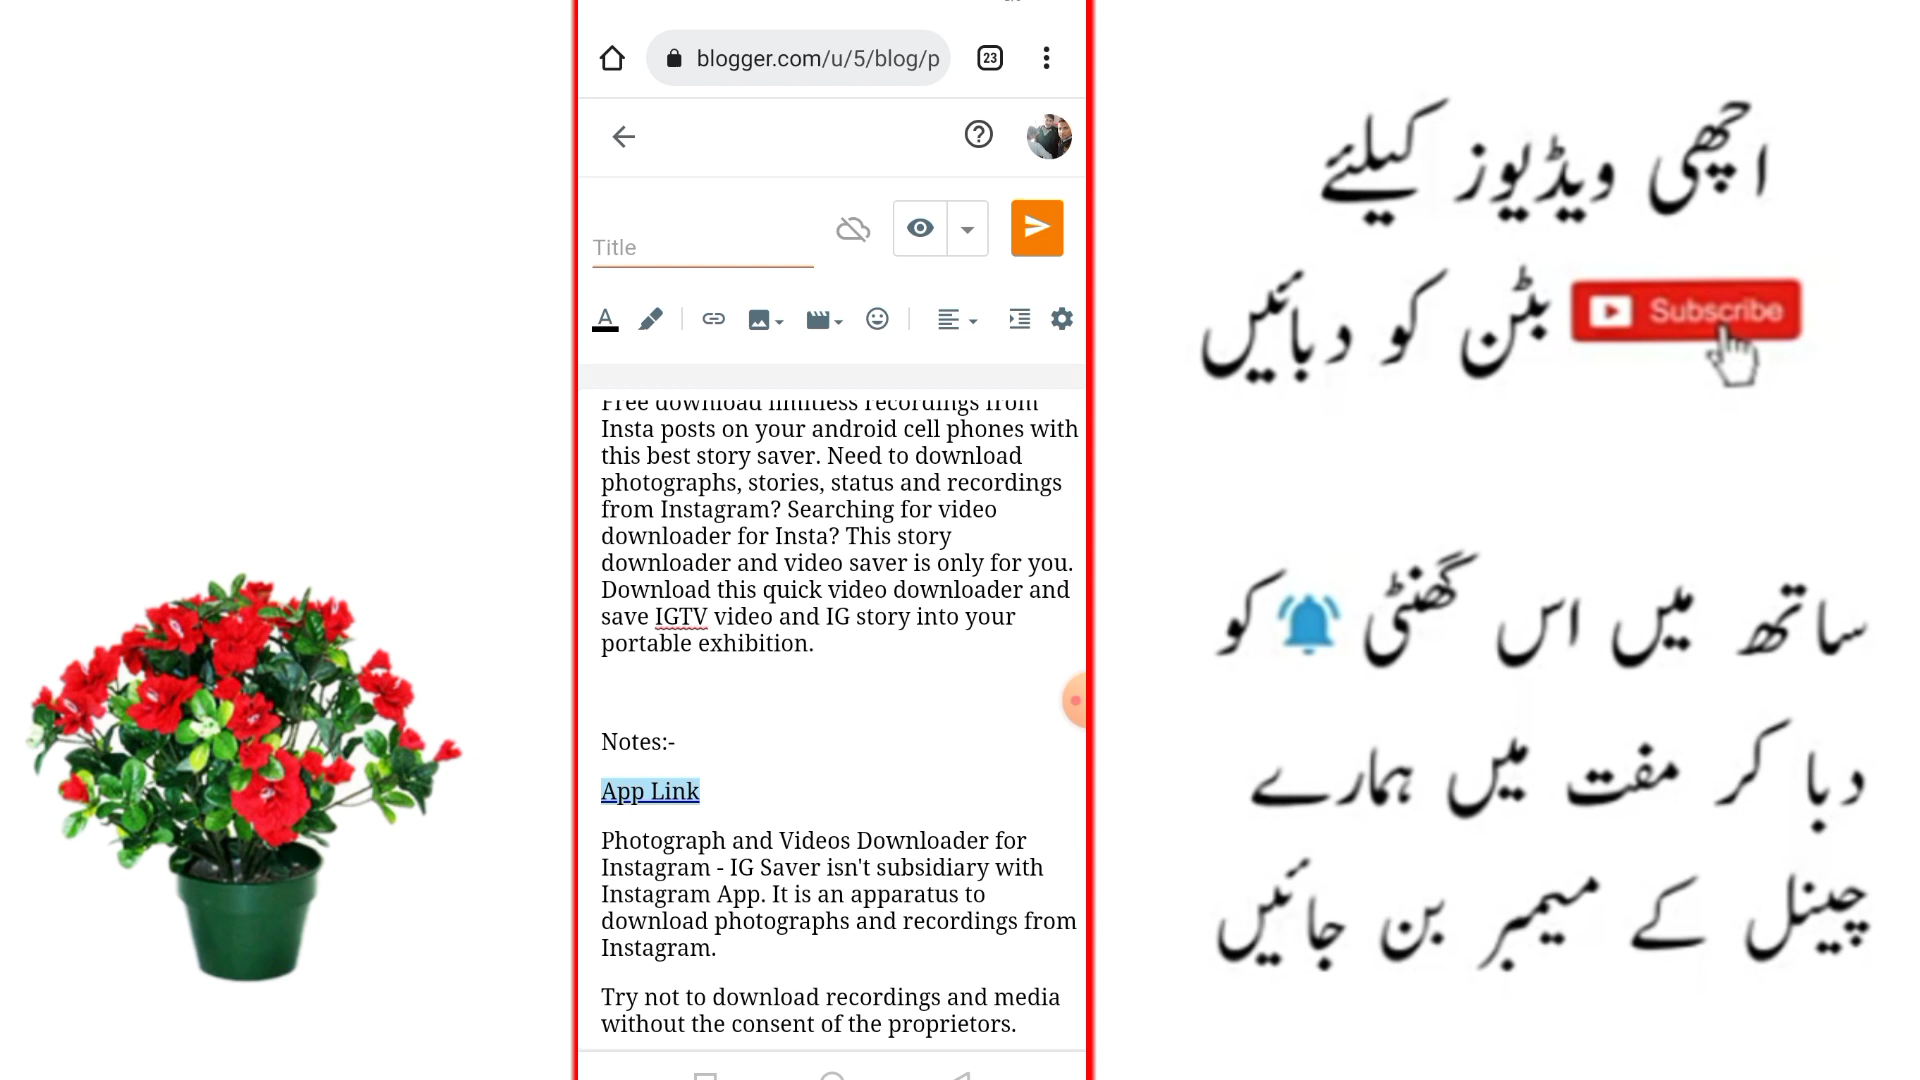 blogger.com/u/5/blog/p
23
Title
A
Free download limitless recordings from
Insta posts on your android cell phones with
this best story saver. Need to download
photographs, stories, status and recordings
from Instagram? Searching for video
downloader for Insta? This story
downloader and video saver is only for you.
Download this quick video downloader and
save IGTV video and IG story into your
portable exhibition.
Notes:-
App Link
Photograph and Videos Downloader for
Instagram - IG Saver isn't subsidiary with
Instagram App. It is an apparatus to
download photographs and recordings from
Instagram.
Try not to download recordings and media
without the consent of the proprietors.
اچھی ویڈیوز کیلئے
Subscribe بٹن کو دبائیں
ساتھ میں اس گھنٹی کو
دبا کر مفت میں ہمارے
چینل کے میمبر بن جائیں